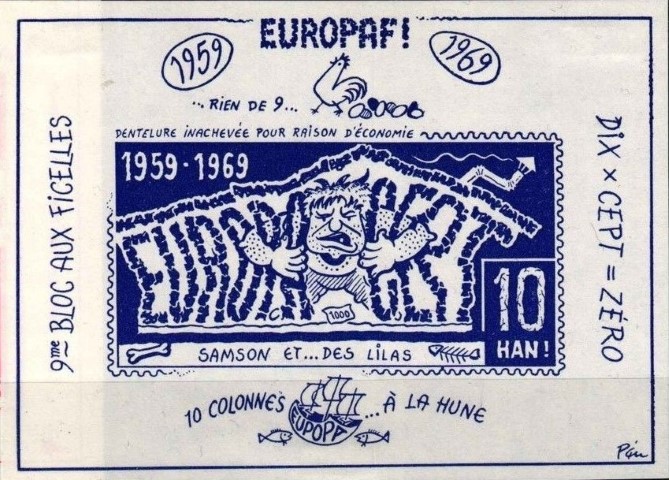 EUROPAF!
1959
1969
... RIEN DE 9...
DENTELURE INACHEVÉE POUR RAISON D'ÉCONOMIE
9me BLOC AUX FICELLES
DIX × CEPT = ZÉRO
1959-1969
EUROPA CEPT
1000
10
HAN!
SAMSON ET... DES LILAS
10 COLONNES ... À LA HUNE
EUPOPA